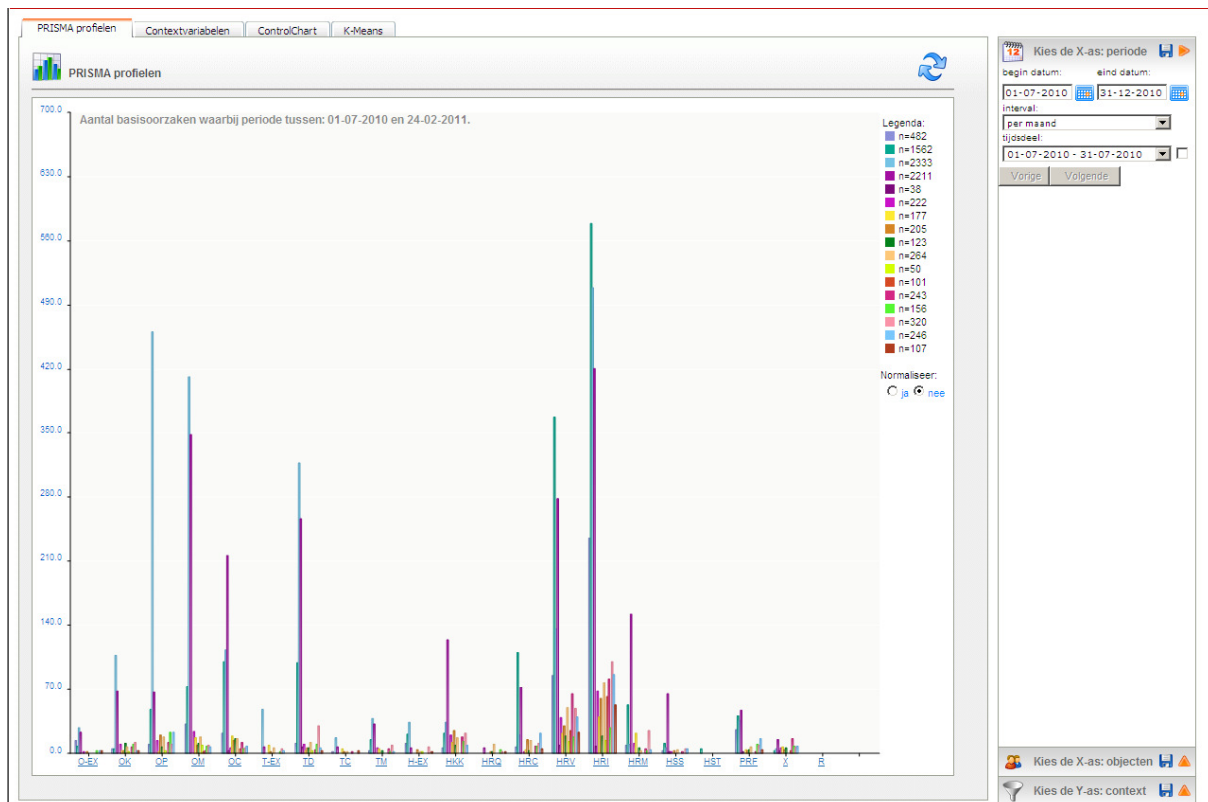 PRISMA profielen
Contextvariabelen
ControlChart
K-Means
PRISMA profielen
Aantal basisoorzaken waarbij periode tussen: 01-07-2010 en 24-02-2011.
700.0
630.0
560.0
490.0
420.0
350.0
280.0
210.0
140.0
70.0
0.0
O-EX
OK
OP
OM
OC
T-EX
TD
TC
TM
H-EX
HKK
HRQ
HRC
HRV
HRI
HRM
HSS
HST
PRF
X
R
Legenda:
n=482
n=1562
n=2333
n=2211
n=38
n=222
n=177
n=205
n=123
n=264
n=50
n=101
n=243
n=156
n=320
n=246
n=107
Normaliseer:
ja nee
12
Kies de X-as: periode
begin datum: eind datum:
01-07-2010 31-12-2010
interval:
per maand
tijdsdeel:
01-07-2010 - 31-07-2010
Vorige Volgende
Kies de X-as: objecten
Kies de Y-as: context